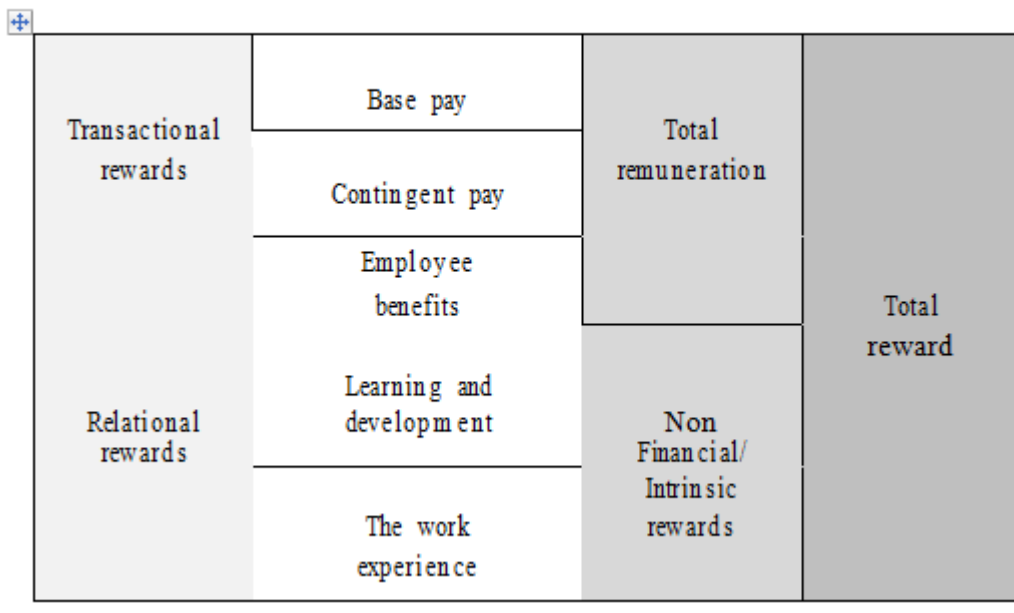 Transactional
rewards
Base pay
Contingent pay
Total
remuneration
Employee
benefits
Total
reward
Relational
rewards
Learning and
development
The work
experience
Non
Financial/
Intrinsic
rewards